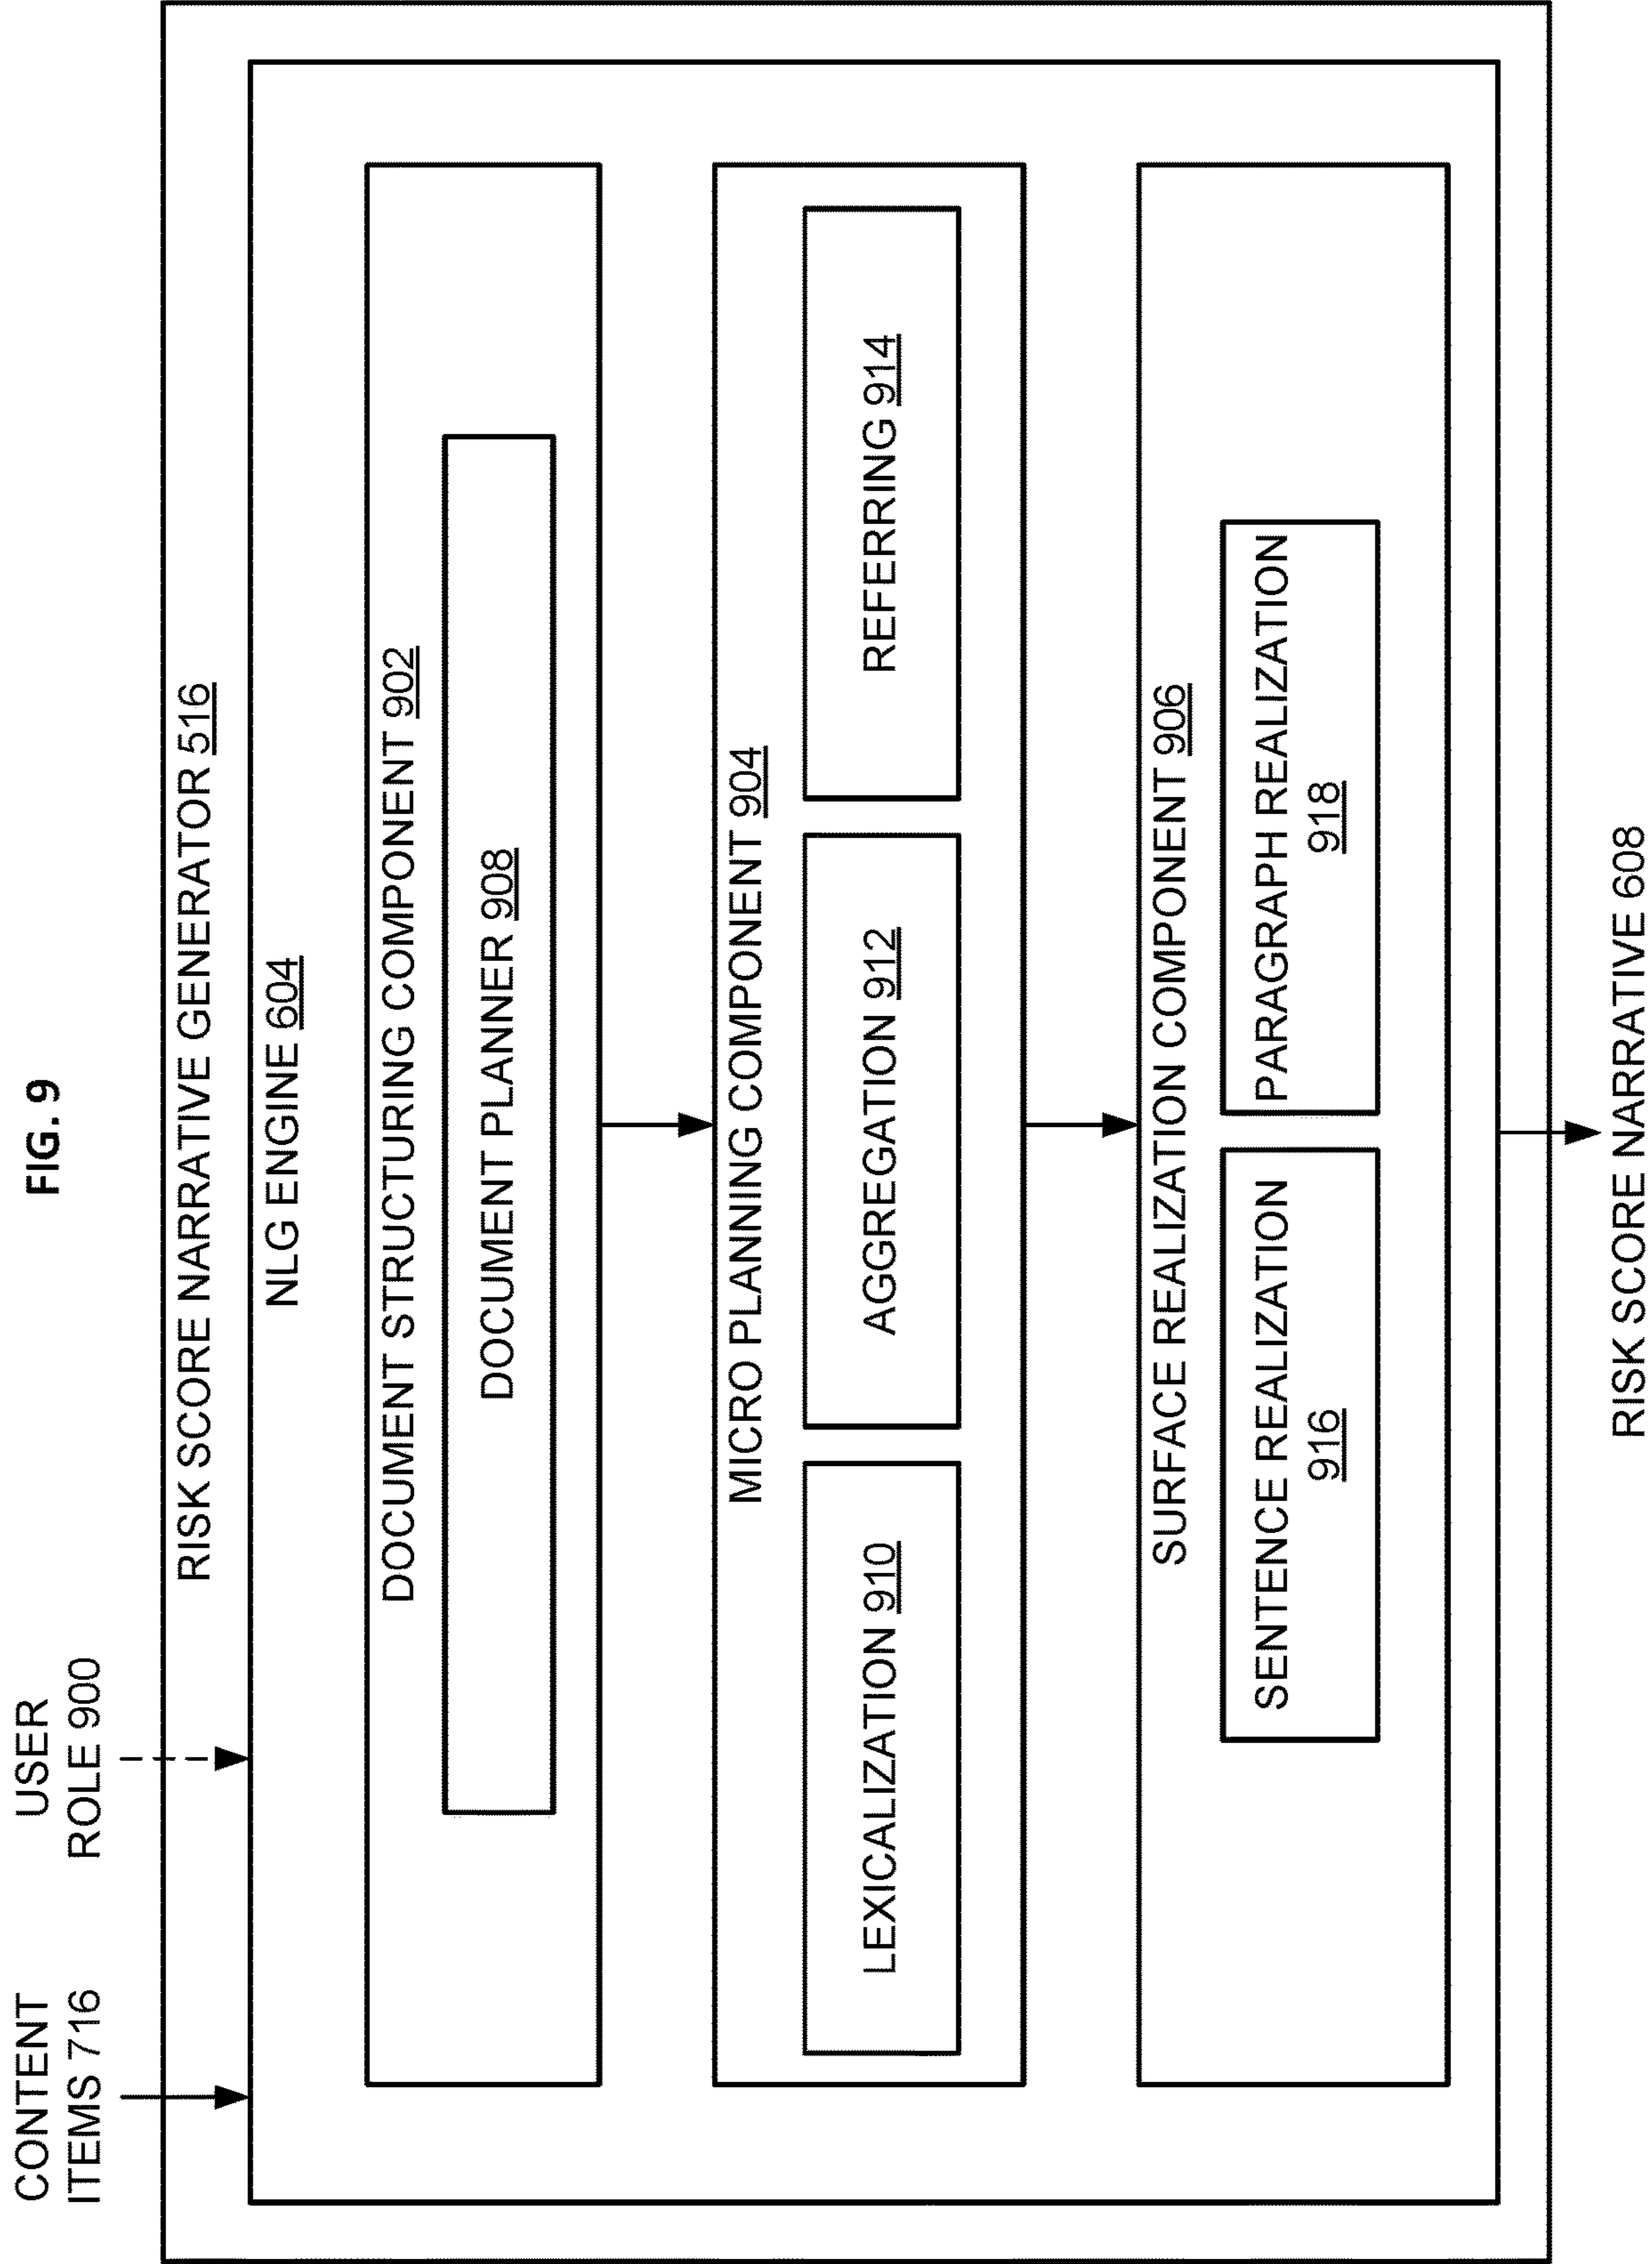 FIG. 9
CONTENT
ITEMS 716
USER
ROLE 900
RISK SCORE NARRATIVE GENERATOR 516
NLG ENGINE 604
DOCUMENT STRUCTURING COMPONENT 902
DOCUMENT PLANNER 908
MICRO PLANNING COMPONENT 904
LEXICALIZATION 910
AGGREGATION 912
REFERRING 914
SURFACE REALIZATION COMPONENT 906
SENTENCE REALIZATION
916
PARAGRAPH REALIZATION
918
RISK SCORE NARRATIVE 608